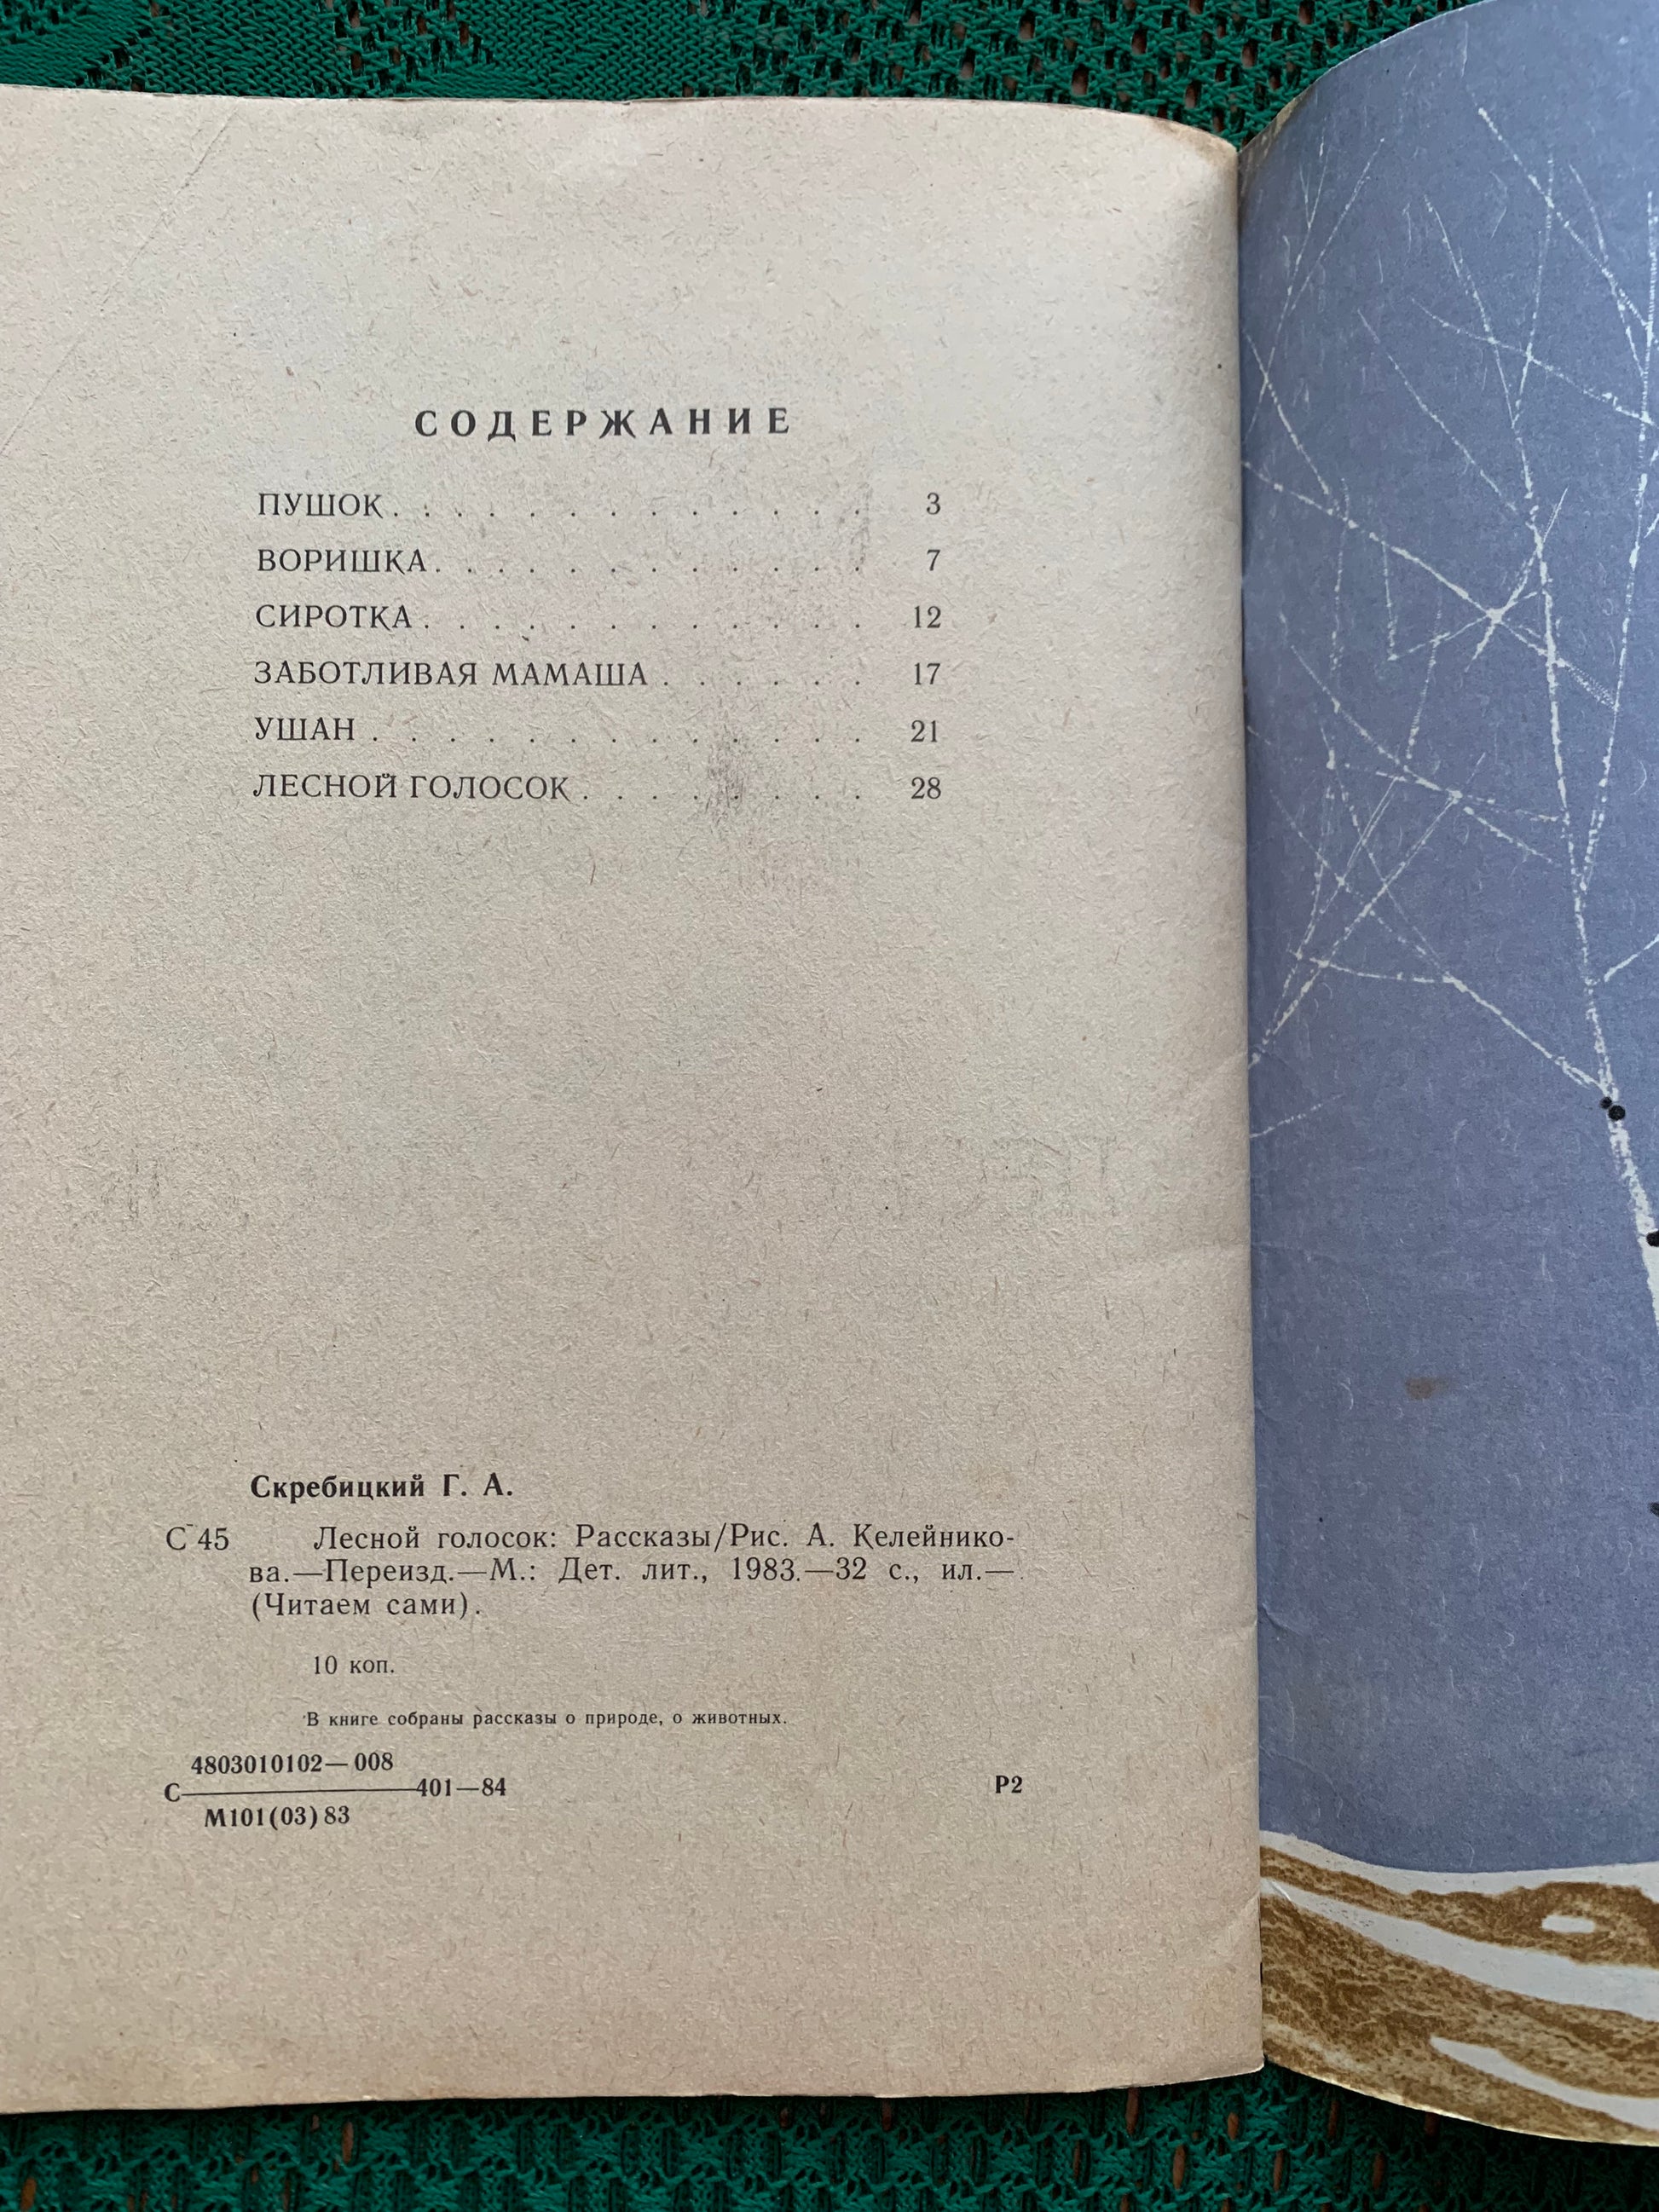 СОДЕРЖАНИЕ
ПУШОК . . . . . . . . . . . . . 3
ВОРИШКА . . . . . . . . . . . . 7
СИРОТКА . . . . . . . . . . . . 12
ЗАБОТЛИВАЯ МАМАША . . . . . . 17
УШАН . . . . . . . . . . . . . 21
ЛЕСНОЙ ГОЛОСОК . . . . . . . . 28
Скребицкий Г. А.
С 45 Лесной голосок: Рассказы/Рис. А. Келейнико-
ва.—Переизд.—М.: Дет. лит., 1983.—32 с., ил.—
(Читаем сами).
10 коп.
В книге собраны рассказы о природе, о животных.
4803010102—008
С———401—84 Р2
М101(03)83